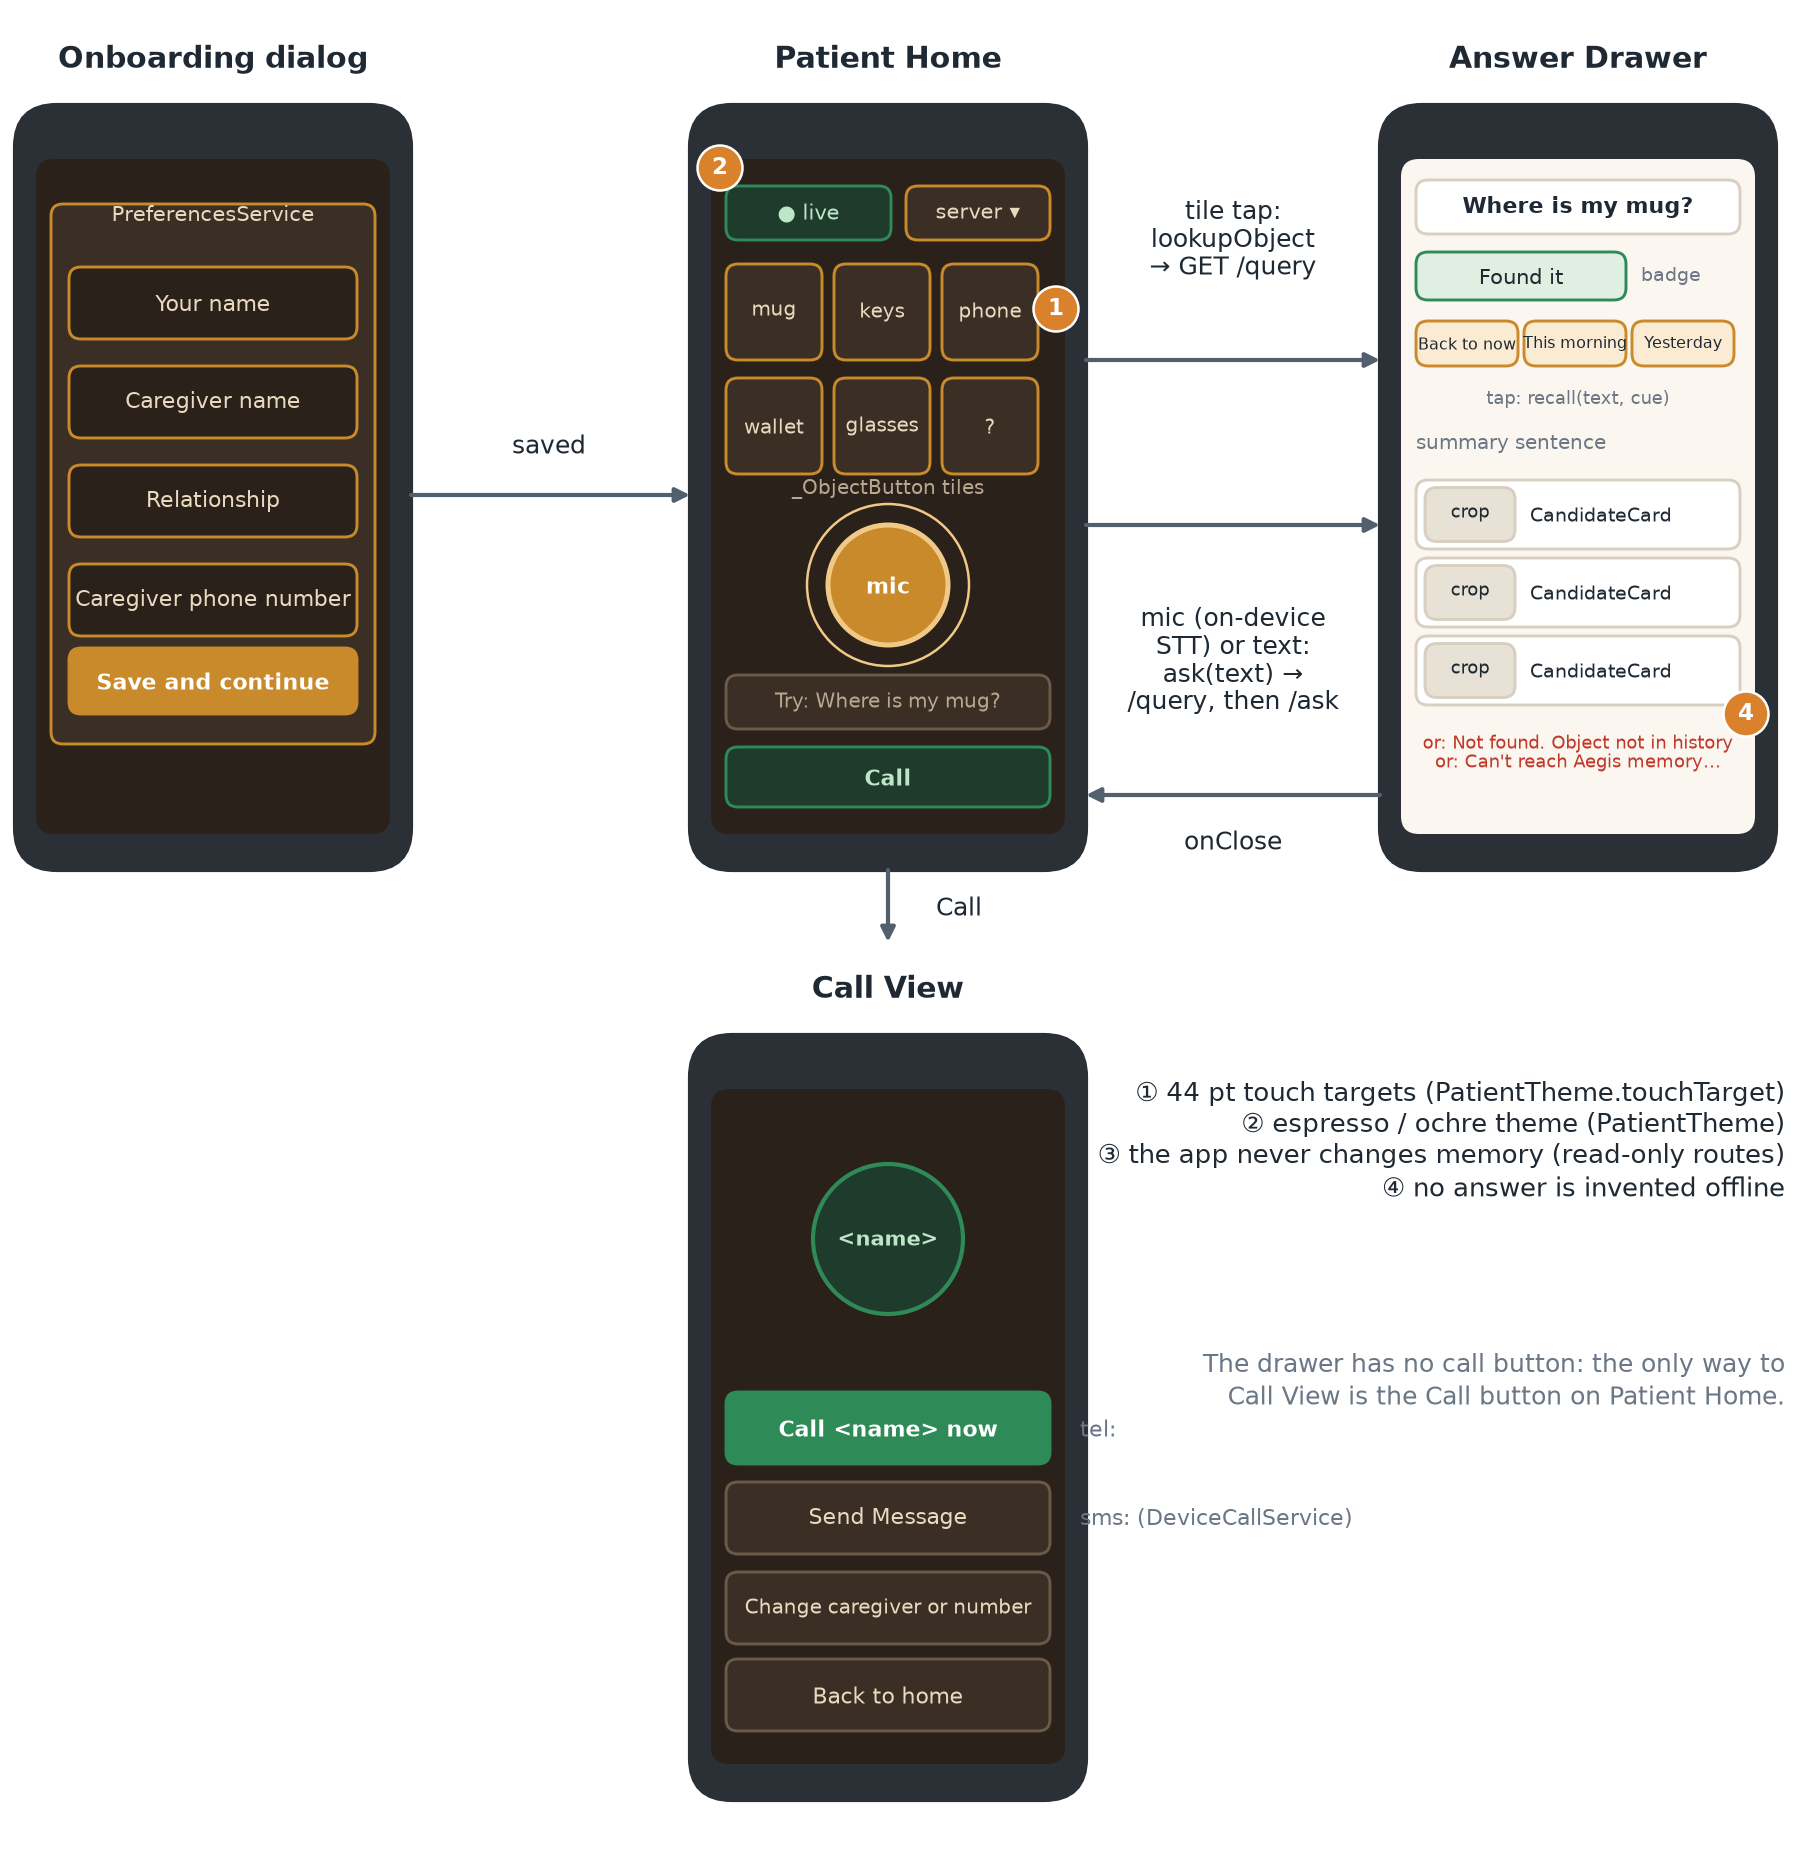 Onboarding dialog
PreferencesService
Your name
Caregiver name
Relationship
Caregiver phone number
Save and continue
saved
Patient Home
2
● live
server ▾
mug
keys
phone
1
wallet
glasses
?
_ObjectButton tiles
mic
Try: Where is my mug?
Call
tile tap:
lookupObject
→ GET /query
mic (on-device
STT) or text:
ask(text) →
/query, then /ask
onClose
Answer Drawer
Where is my mug?
Found it
badge
Back to now
This morning
Yesterday
tap: recall(text, cue)
summary sentence
crop
CandidateCard
crop
CandidateCard
crop
CandidateCard
4
or: Not found. Object not in history
or: Can't reach Aegis memory…
Call
Call View
<name>
Call <name> now
tel:
Send Message
sms: (DeviceCallService)
Change caregiver or number
Back to home
① 44 pt touch targets (PatientTheme.touchTarget)
② espresso / ochre theme (PatientTheme)
③ the app never changes memory (read-only routes)
④ no answer is invented offline
The drawer has no call button: the only way to
Call View is the Call button on Patient Home.